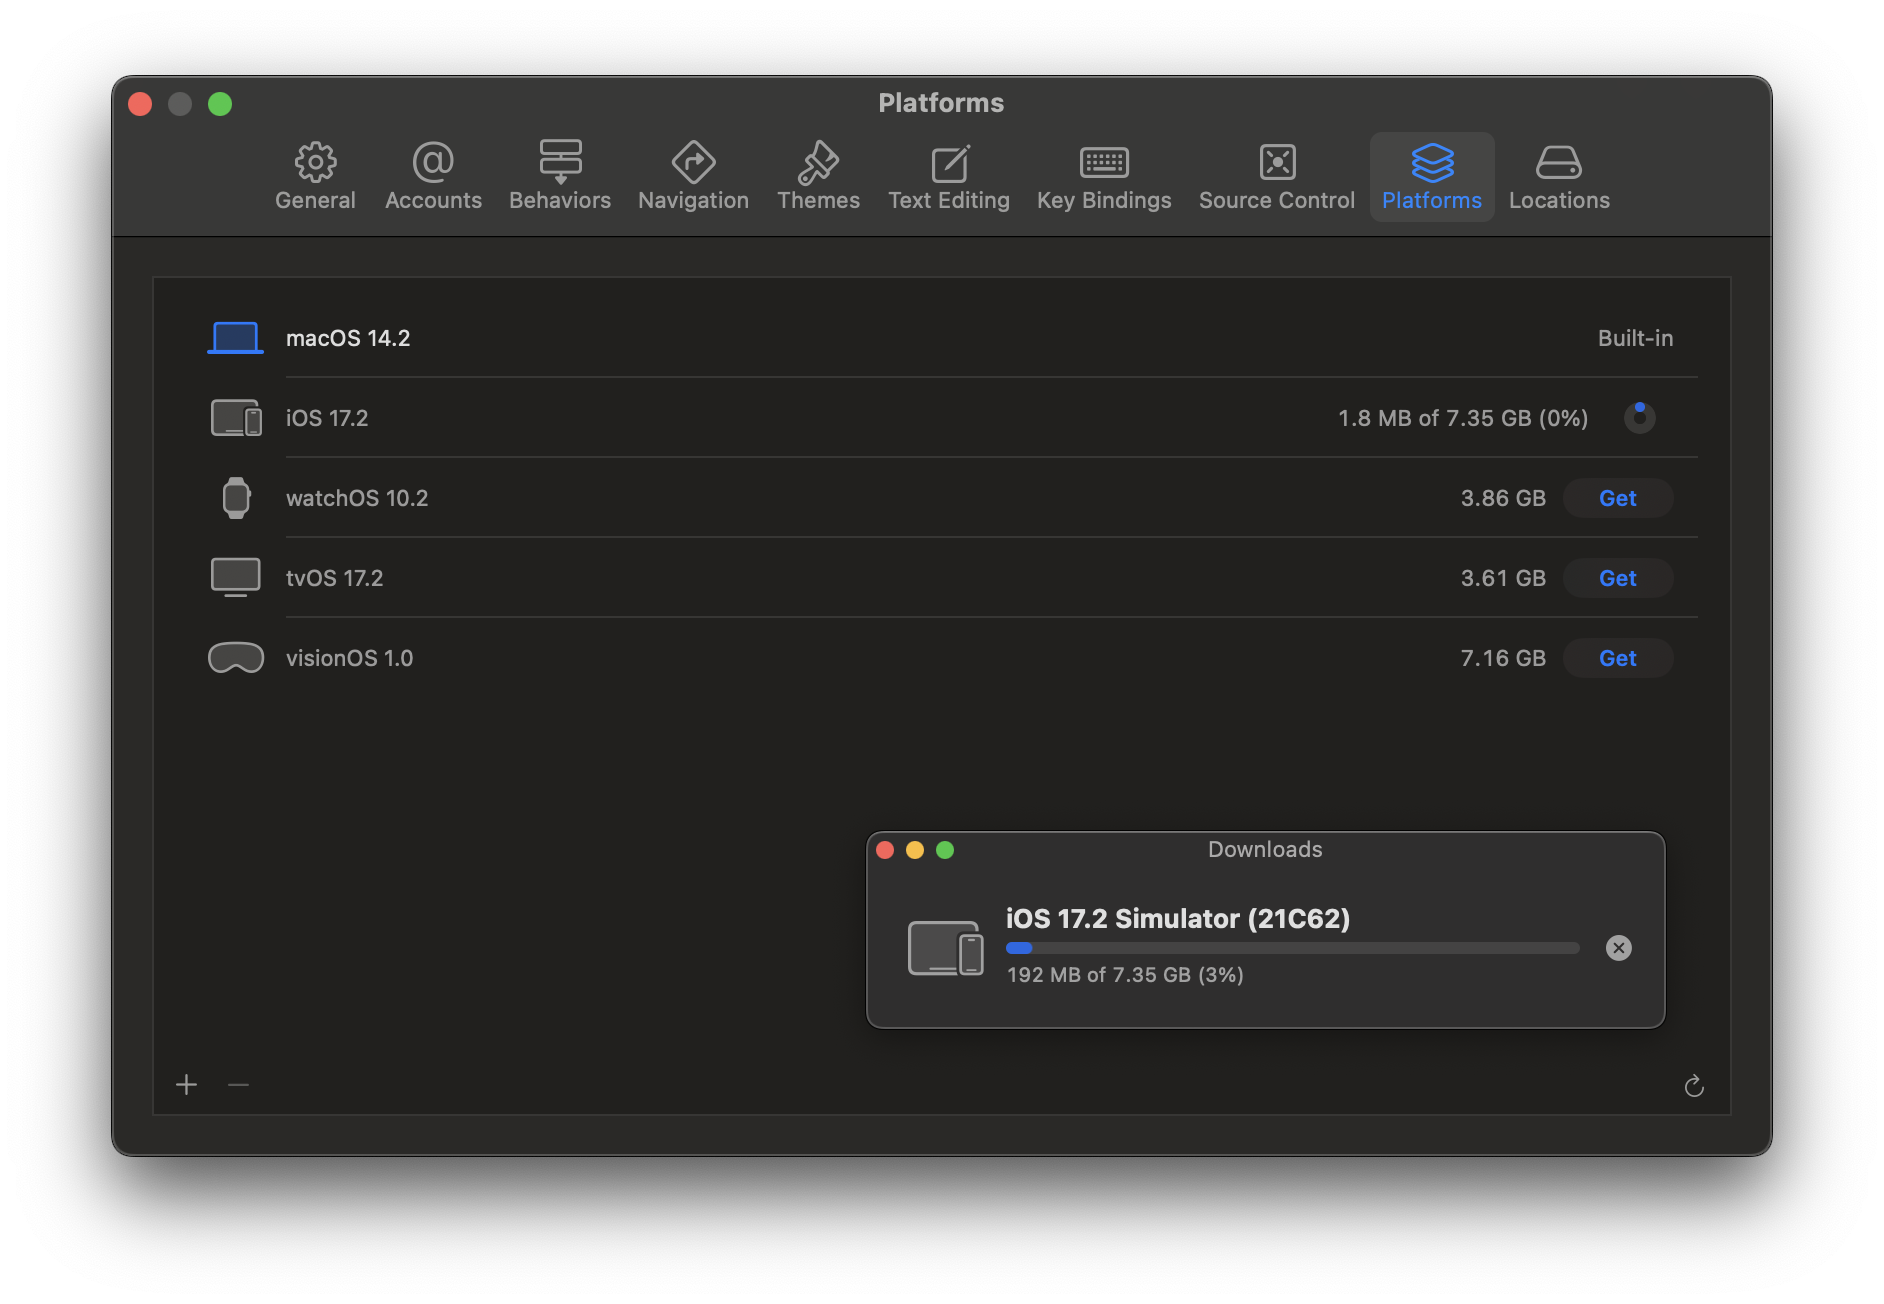 Platforms
General Accounts Behaviors Navigation Themes Text Editing Key Bindings Source Control Platforms Locations
macOS 14.2 Built-in
iOS 17.2 1.8 MB of 7.35 GB (0%)
watchOS 10.2 3.86 GB Get
tvOS 17.2 3.61 GB Get
visionOS 1.0 7.16 GB Get
Downloads
iOS 17.2 Simulator (21C62)
192 MB of 7.35 GB (3%)